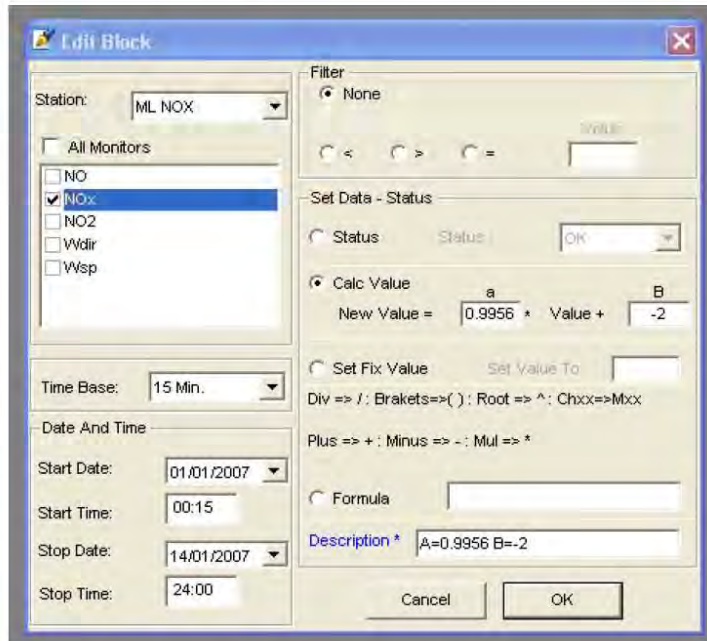 Edit Block
Station: ML NOX
All Monitors
NO
NOx
NO2
Wdir
Wsp
Time Base: 15 Min.
Date And Time
Start Date: 01/01/2007
Start Time: 00:15
Stop Date: 14/01/2007
Stop Time: 24:00
Filter
None
Value
< > =
Set Data - Status
Status Status OK
Calc Value a B
New Value = 0.9956 * Value + -2
Set Fix Value Set Value To
Div => / : Brakets=>( ) : Root => ^ : Chxx=>Mxx
Plus => + : Minus => - : Mul => *
Formula
Description * A=0.9956 B=-2
Cancel OK